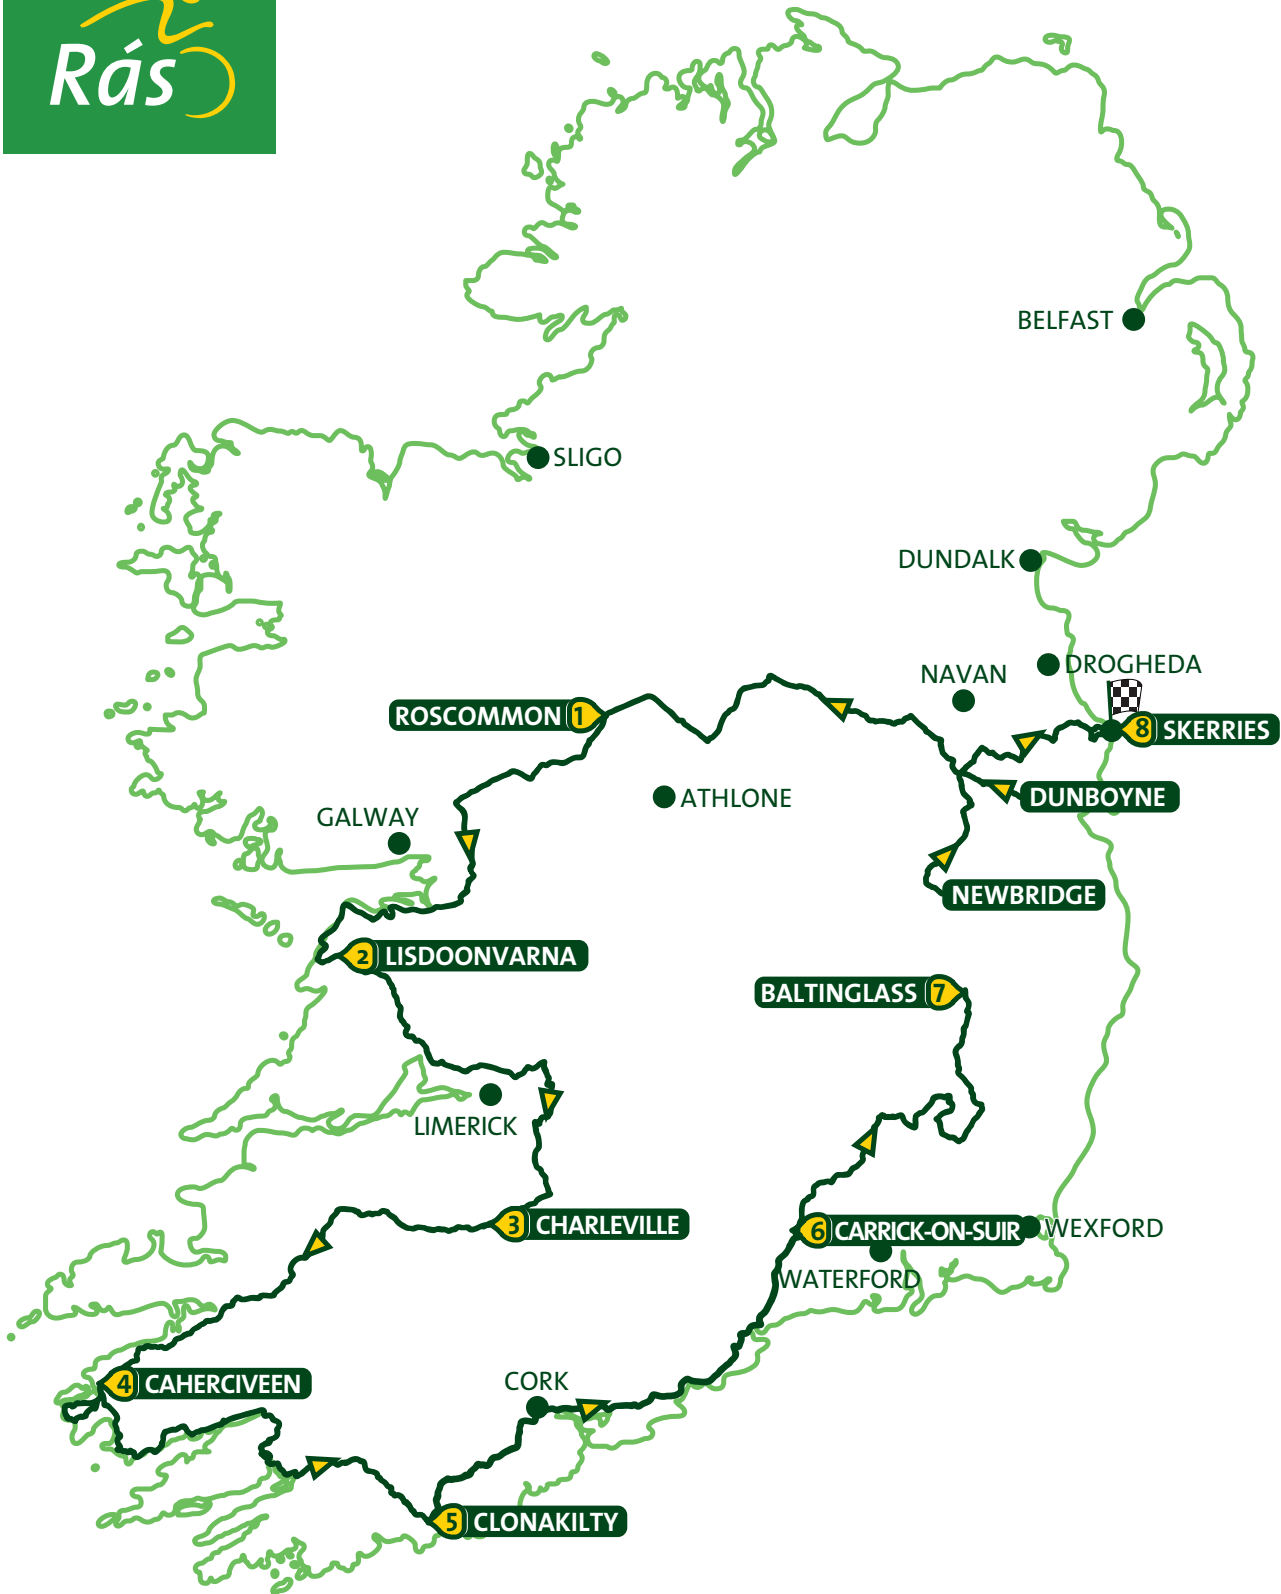 Rás
BELFAST
SLIGO
DUNDALK
DROGHEDA
NAVAN
ROSCOMMON 1
8 SKERRIES
ATHLONE
DUNBOYNE
GALWAY
NEWBRIDGE
2 LISDOONVARNA
BALTINGLASS 7
LIMERICK
3 CHARLEVILLE
6 CARRICK-ON-SUIR
WEXFORD
WATERFORD
4 CAHERCIVEEN
CORK
5 CLONAKILTY